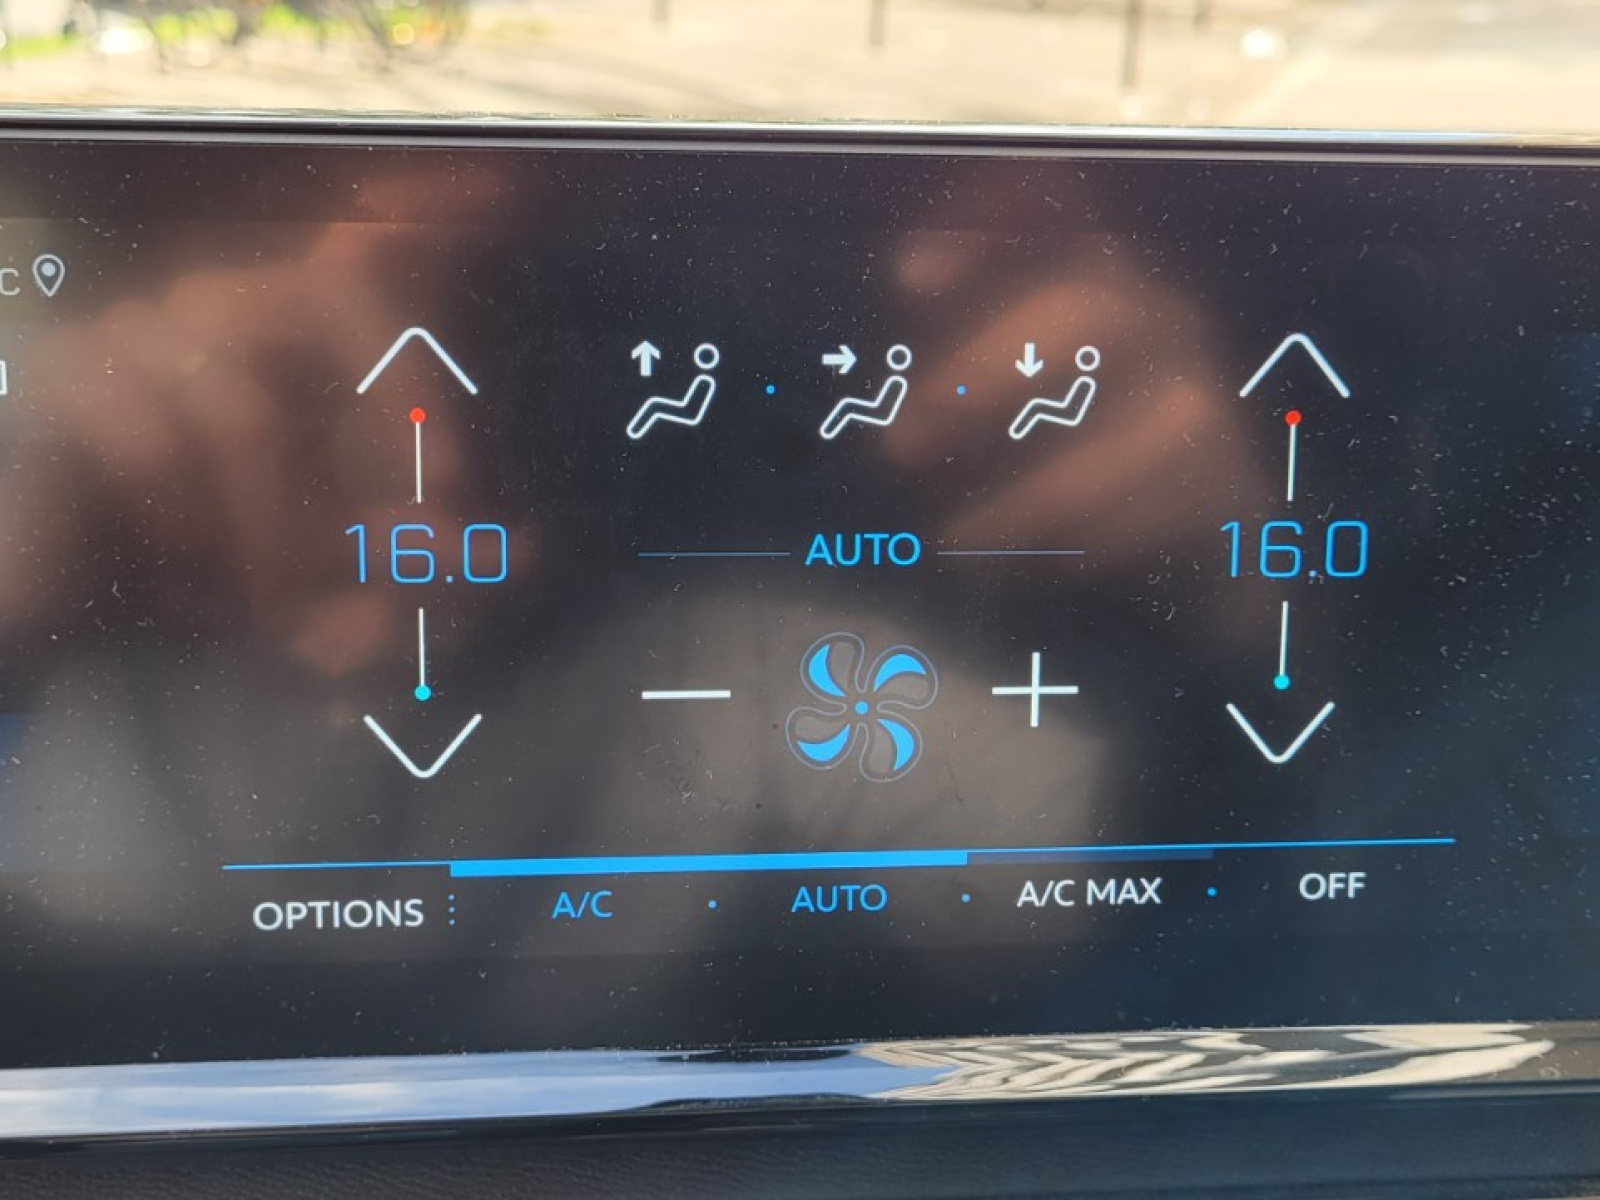 C
16.0
AUTO
16.0
OPTIONS A/C AUTO A/C MAX OFF